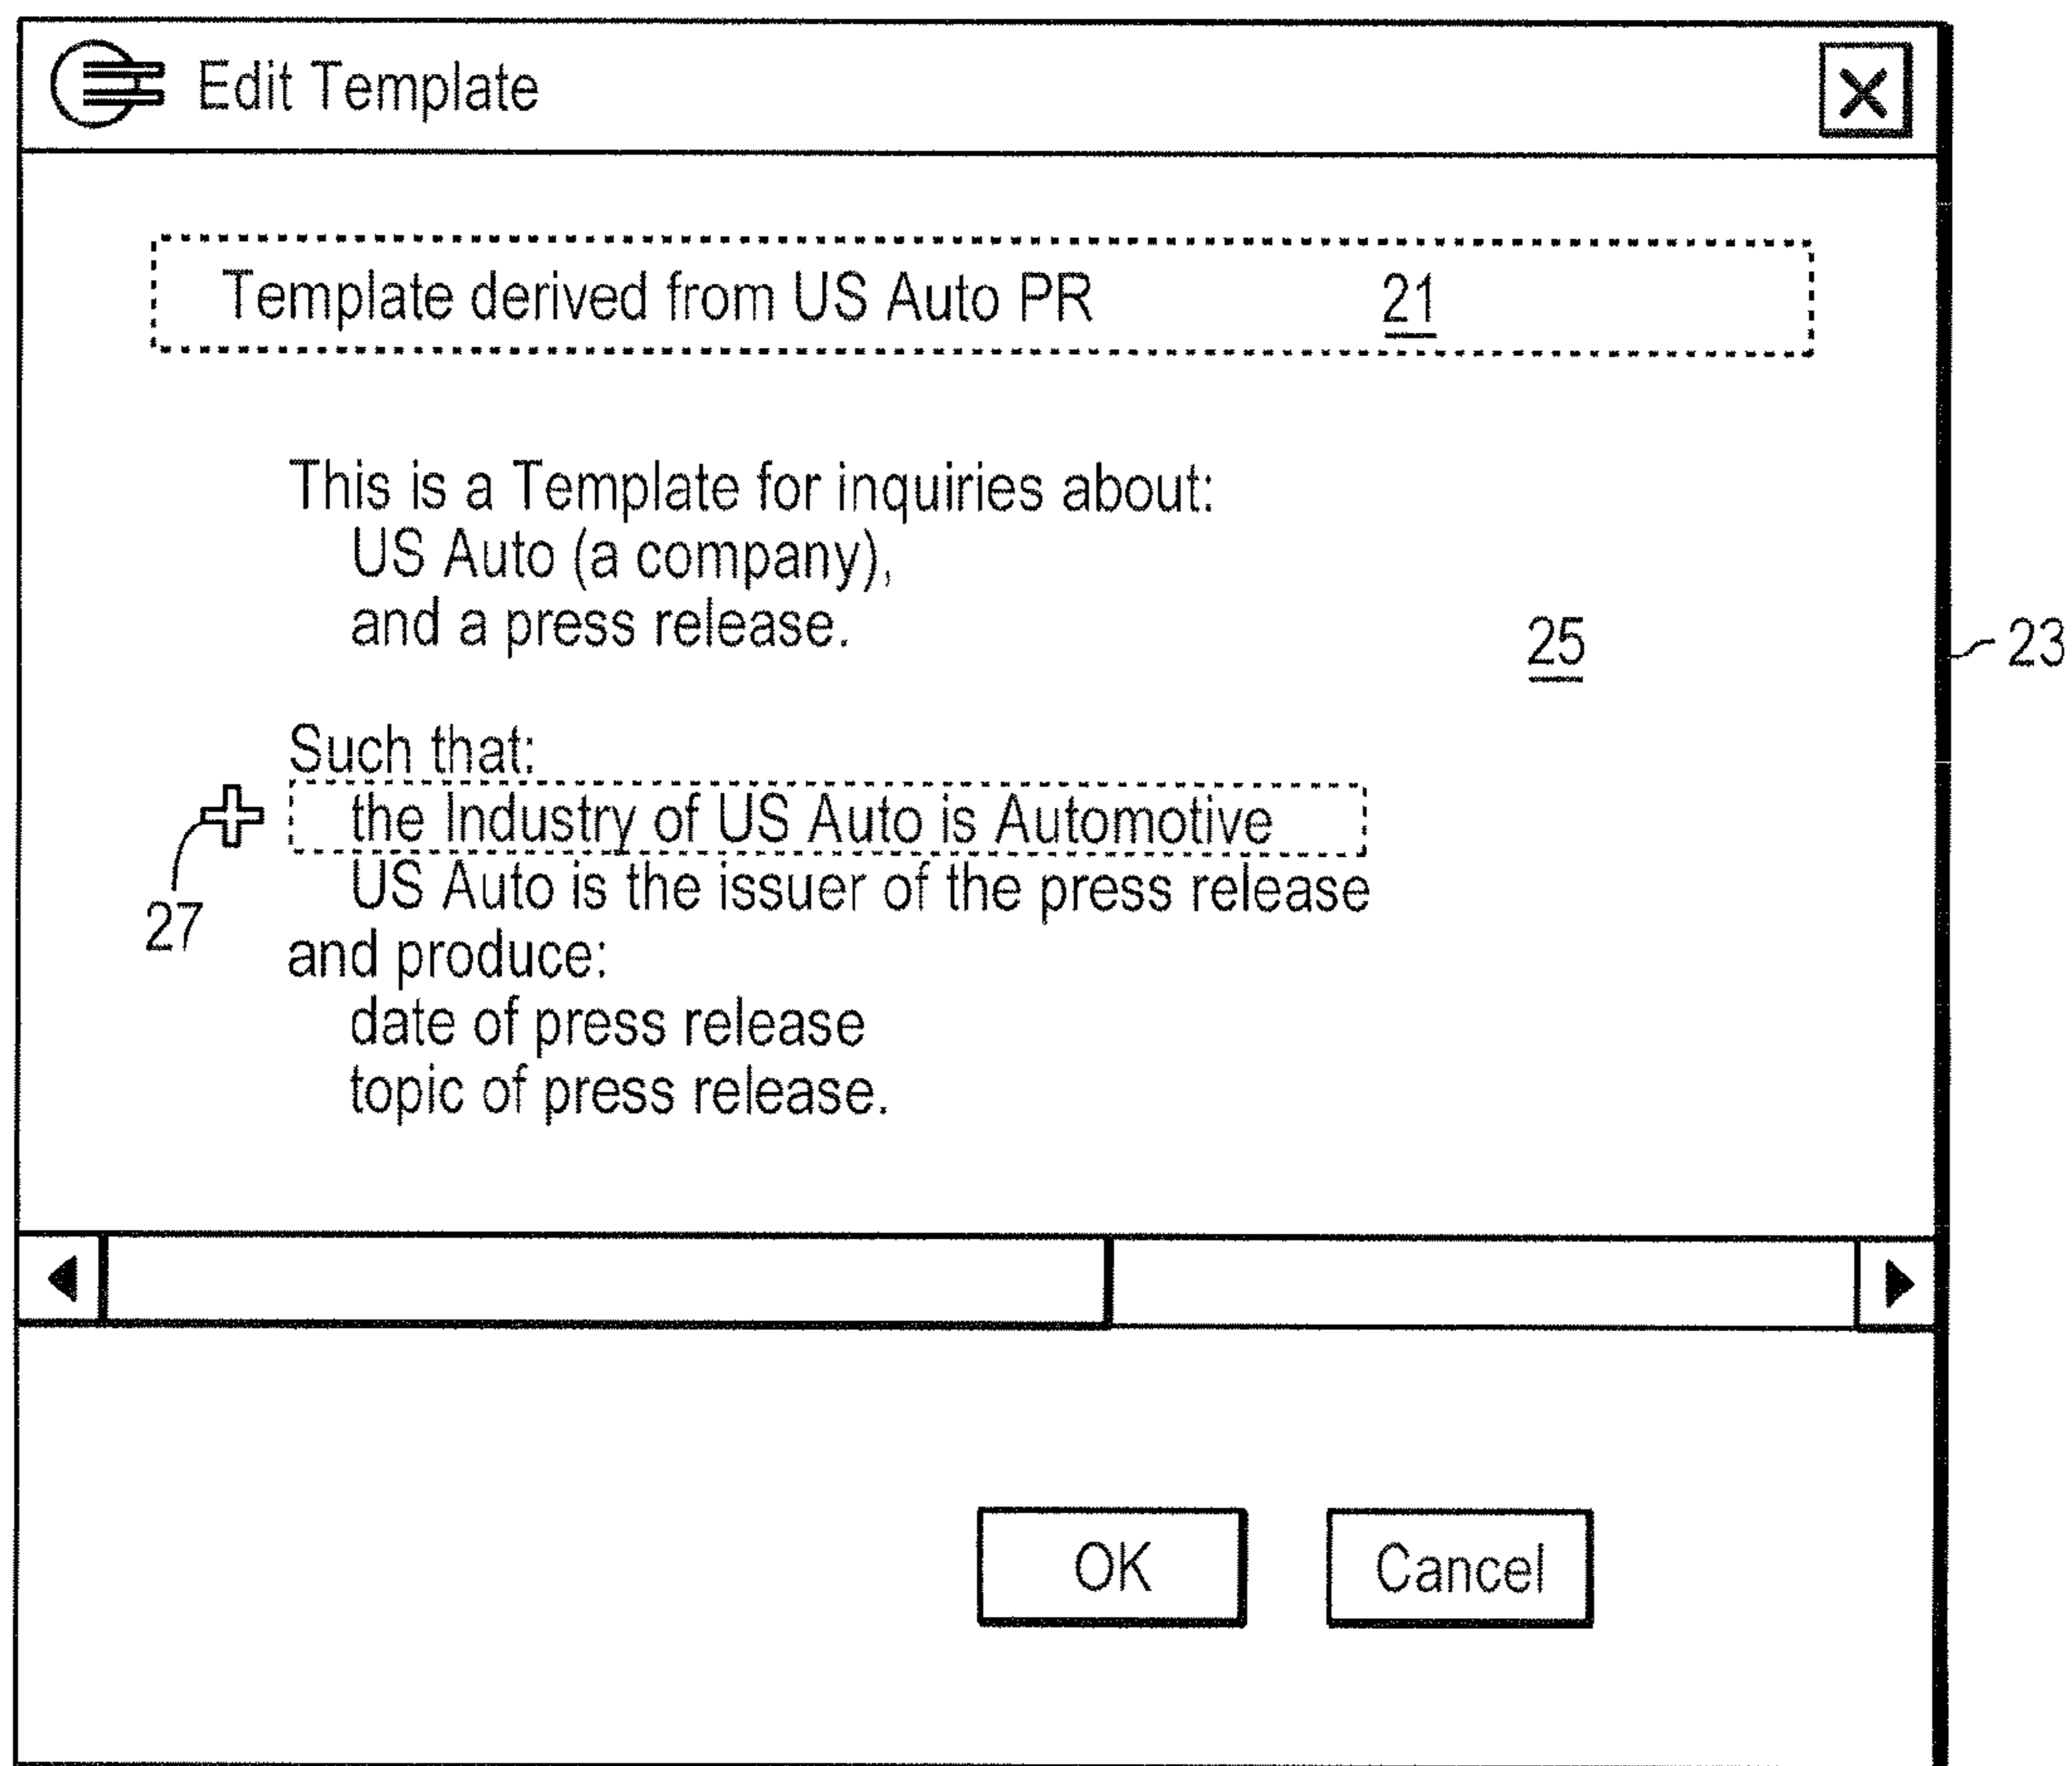 Edit Template
Template derived from US Auto PR 21
This is a Template for inquiries about:
US Auto (a company),
and a press release.
25
23
Such that:
the Industry of US Auto is Automotive
US Auto is the issuer of the press release
27
and produce:
date of press release
topic of press release.
OK Cancel